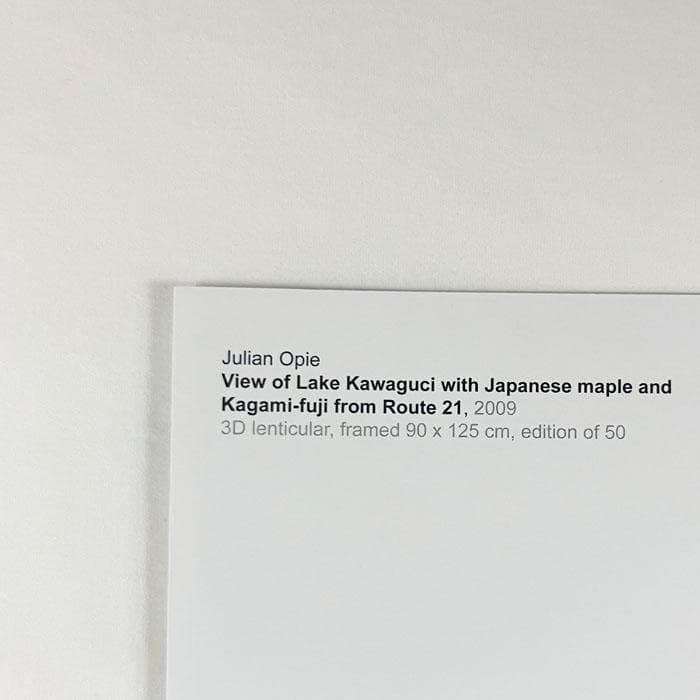 Julian Opie
View of Lake Kawaguci with Japanese maple and
Kagami-fuji from Route 21, 2009
3D lenticular, framed 90 x 125 cm, edition of 50